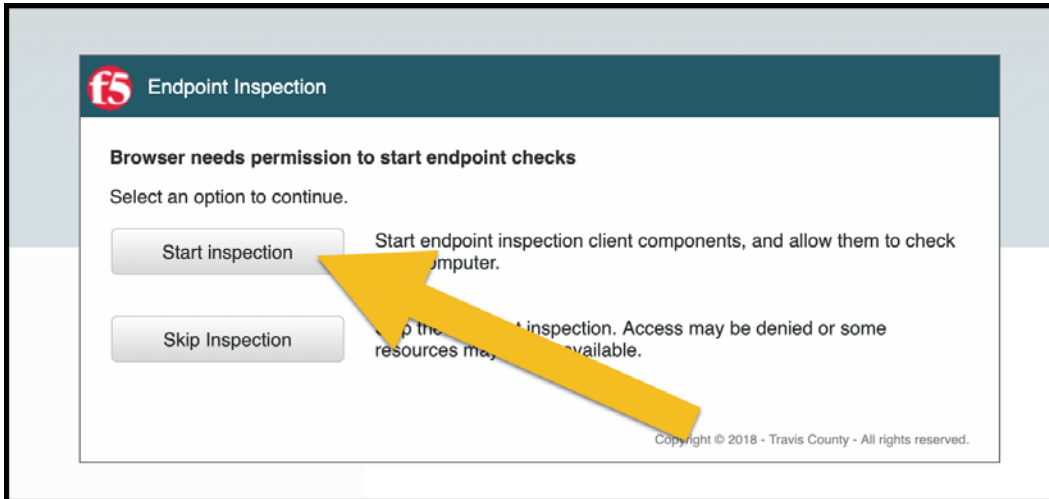 f5 Endpoint Inspection
Browser needs permission to start endpoint checks
Select an option to continue.
Start inspection
Start endpoint inspection client components, and allow them to check
computer.
Skip Inspection
the inspection. Access may be denied or some
resources may available.
Copyright © 2018 - Travis County - All rights reserved.